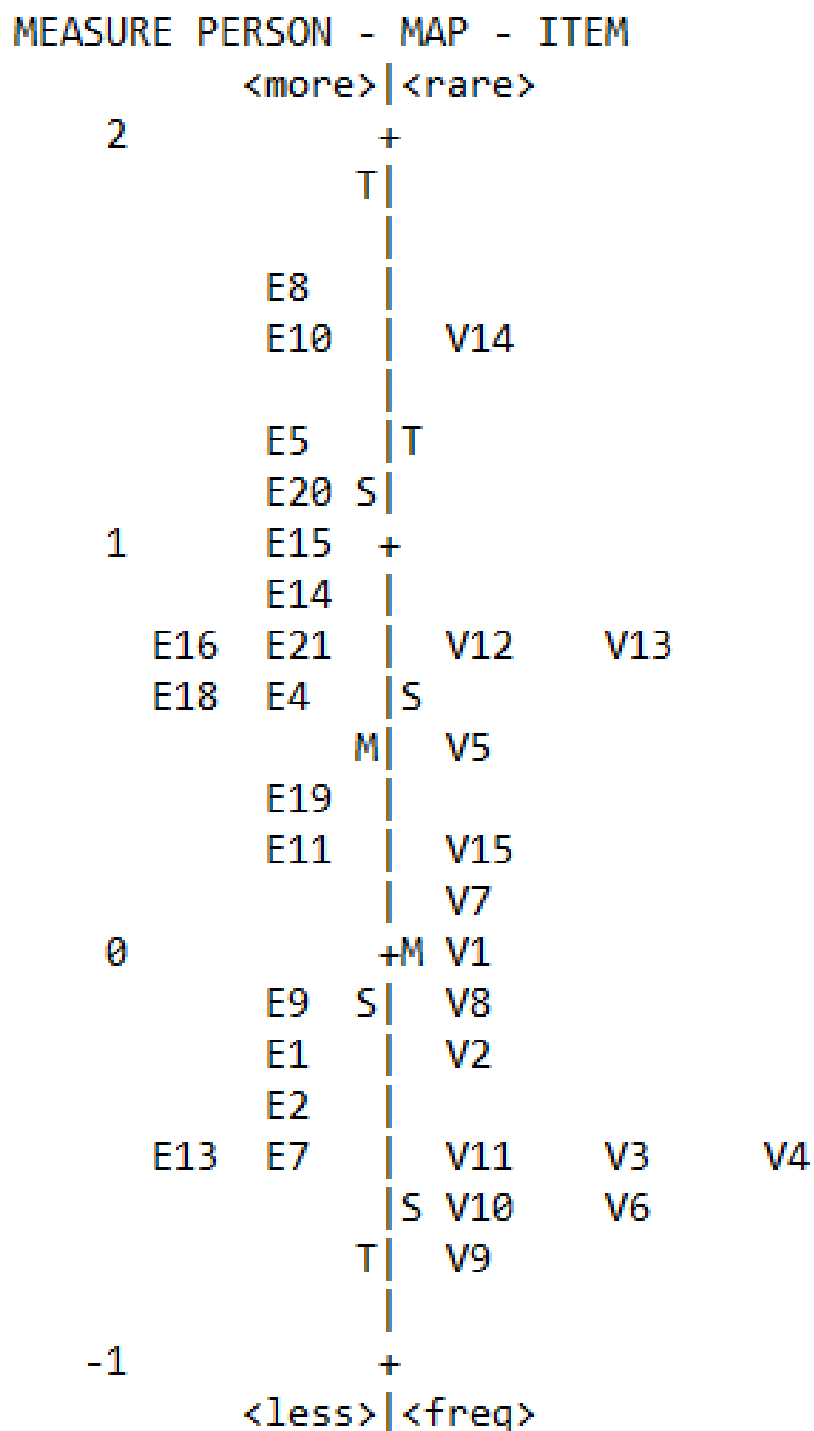 MEASURE PERSON - MAP - ITEM
<more>|<rare>
2 +
T|
|
E8 |
E10 | V14
|
E5 |T
E20 S|
1 E15 +
E14 |
E16 E21 | V12 V13
E18 E4 |S
M| V5
E19 |
E11 | V15
| V7
0 +M V1
E9 S| V8
E1 | V2
E2 |
E13 E7 | V11 V3 V4
|S V10 V6
T| V9
|
-1 +
<less>|<freq>